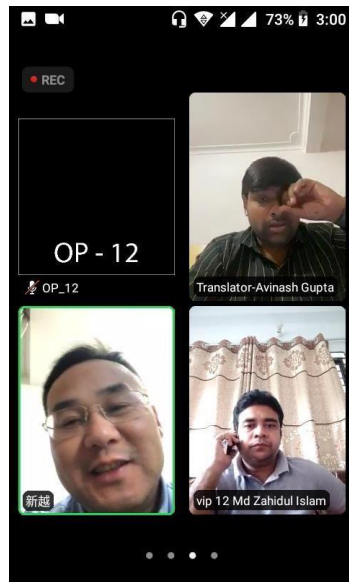 73% 3:00
REC
OP - 12
OP_12
Translator-Avinash Gupta
新越
vip 12 Md Zahidul Islam